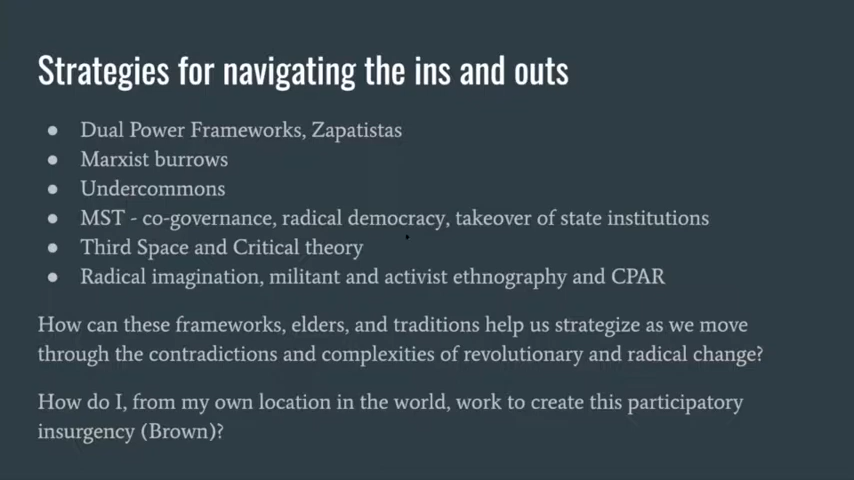 Strategies for navigating the ins and outs
● Dual Power Frameworks, Zapatistas
● Marxist burrows
● Undercommons
● MST - co-governance, radical democracy, takeover of state institutions
● Third Space and Critical theory
● Radical imagination, militant and activist ethnography and CPAR
How can these frameworks, elders, and traditions help us strategize as we move
through the contradictions and complexities of revolutionary and radical change?
How do I, from my own location in the world, work to create this participatory
insurgency (Brown)?